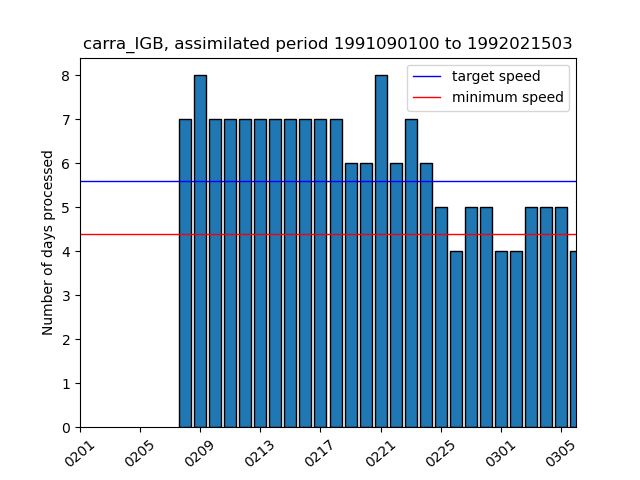 carra_IGB, assimilated period 1991090100 to 1992021503
target speed
minimum speed
Number of days processed
8
7
6
5
4
3
2
1
0
0201 0205 0209 0213 0217 0221 0225 0301 0305